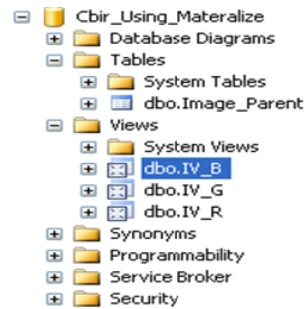 Cbir_Using_Materalize
Database Diagrams
Tables
System Tables
dbo.Image_Parent
Views
System Views
dbo.IV_B
dbo.IV_G
dbo.IV_R
Synonyms
Programmability
Service Broker
Security